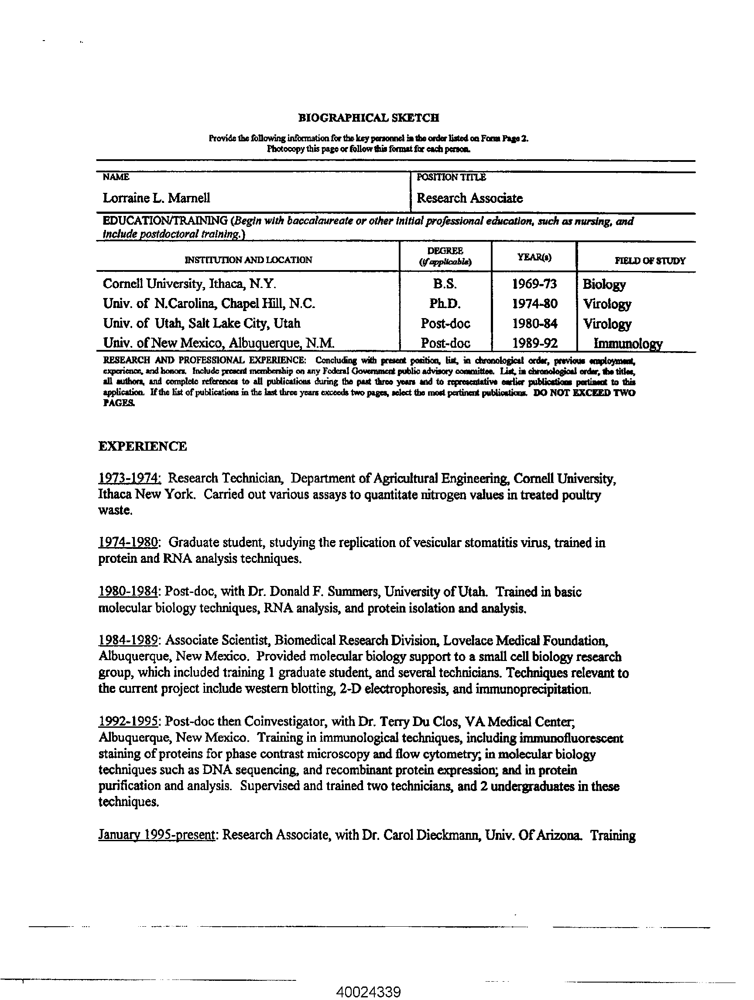 BIOGRAPHICAL SKETCH
Provide the following information for the key personnel in the order listed on Form Page 2.
Photocopy this page or follow this format for each person.
NAME POSITION TITLE
Lorraine L. Marnell Research Associate
EDUCATION/TRAINING (Begin with baccalaureate or other initial professional education, such as nursing, and
include postdoctoral training.)
INSTITUTION AND LOCATION DEGREE (if applicable) YEAR(s) FIELD OF STUDY
Cornell University, Ithaca, N.Y. B.S. 1969-73 Biology
Univ. of N.Carolina, Chapel Hill, N.C. Ph.D. 1974-80 Virology
Univ. of Utah, Salt Lake City, Utah Post-doc 1980-84 Virology
Univ. of New Mexico, Albuquerque, N.M. Post-doc 1989-92 Immunology
RESEARCH AND PROFESSIONAL EXPERIENCE: Concluding with present position, list, in chronological order, previous employment,
experience, and honors. Include present membership on any Federal Government public advisory committee. List, in chronological order, the titles,
all authors, and complete references to all publications during the past three years and to representative earlier publications pertinent to this
application. If the list of publications in the last three years exceeds two pages, select the most pertinent publications. DO NOT EXCEED TWO
PAGES.
EXPERIENCE
1973-1974: Research Technician, Department of Agricultural Engineering, Cornell University,
Ithaca New York. Carried out various assays to quantitate nitrogen values in treated poultry
waste.
1974-1980: Graduate student, studying the replication of vesicular stomatitis virus, trained in
protein and RNA analysis techniques.
1980-1984: Post-doc, with Dr. Donald F. Summers, University of Utah. Trained in basic
molecular biology techniques, RNA analysis, and protein isolation and analysis.
1984-1989: Associate Scientist, Biomedical Research Division, Lovelace Medical Foundation,
Albuquerque, New Mexico. Provided molecular biology support to a small cell biology research
group, which included training 1 graduate student, and several technicians. Techniques relevant to
the current project include western blotting, 2-D electrophoresis, and immunoprecipitation.
1992-1995: Post-doc then Coinvestigator, with Dr. Terry Du Clos, VA Medical Center,
Albuquerque, New Mexico. Training in immunological techniques, including immunofluorescent
staining of proteins for phase contrast microscopy and flow cytometry; in molecular biology
techniques such as DNA sequencing, and recombinant protein expression; and in protein
purification and analysis. Supervised and trained two technicians, and 2 undergraduates in these
techniques.
January 1995-present: Research Associate, with Dr. Carol Dieckmann, Univ. Of Arizona. Training
40024339